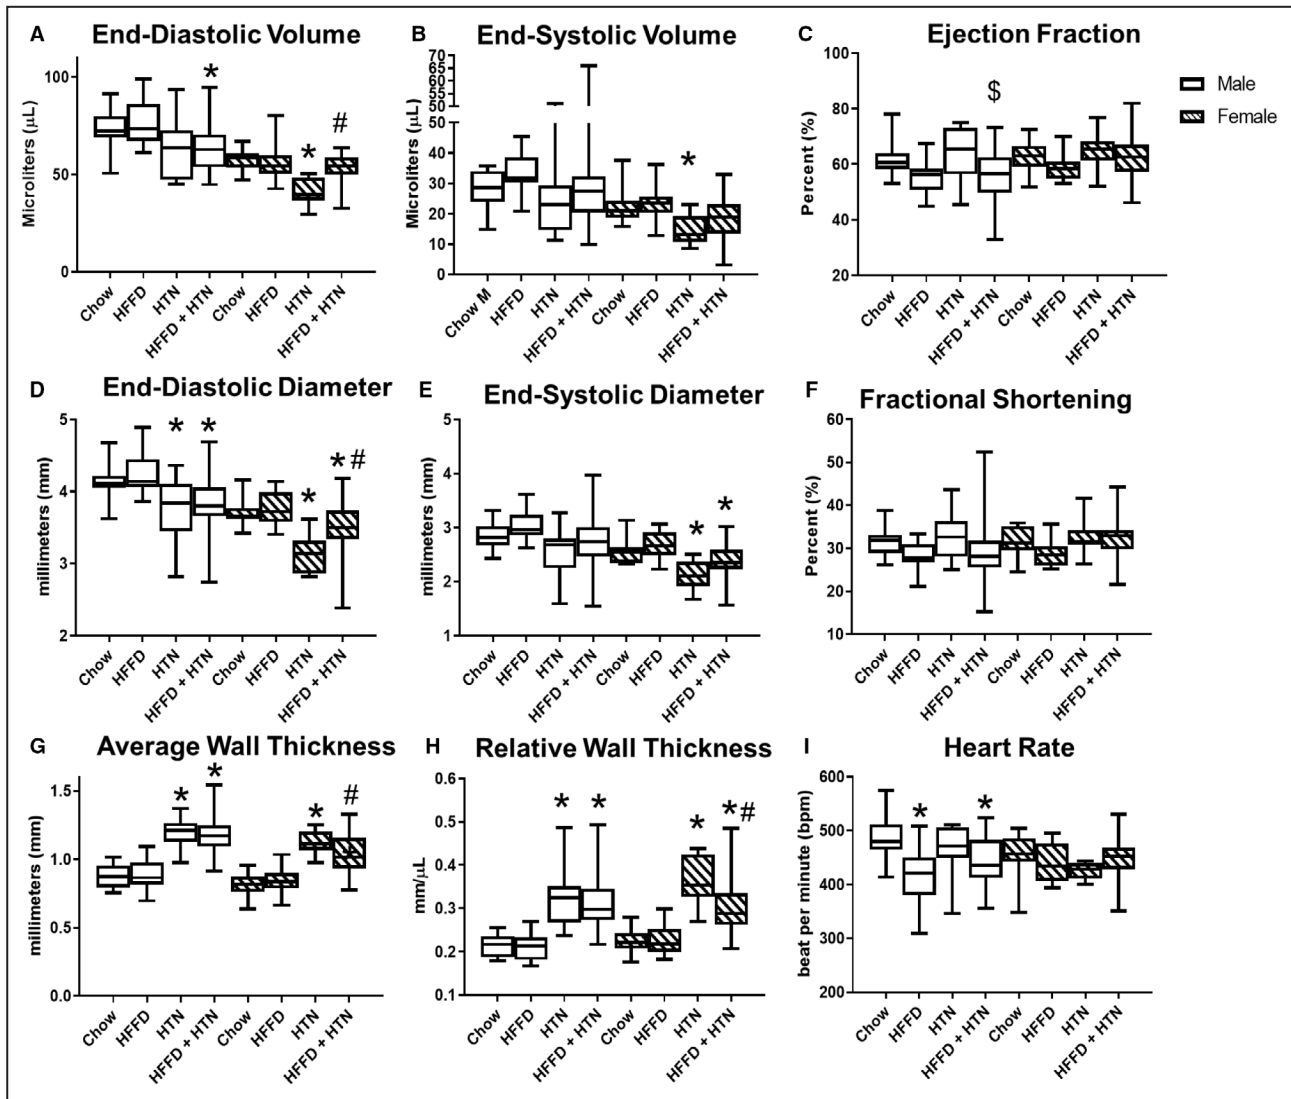 A End-Diastolic Volume
Microliters (μL)
100
50
0
*
*
#
Chow HFFD HTN HFFD + HTN Chow HFFD HTN HFFD + HTN
B End-Systolic Volume
Microliters (μL)
70
65
60
55
50
50
40
30
20
10
0
*
Chow M HFFD HTN HFFD + HTN Chow HFFD HTN HFFD + HTN
C Ejection Fraction
Percent (%)
100
80
60
40
20
$
Chow HFFD HTN HFFD + HTN Chow HFFD HTN HFFD + HTN
Male
Female
D End-Diastolic Diameter
millimeters (mm)
5
4
3
2
* * * * #
Chow HFFD HTN HFFD + HTN Chow HFFD HTN HFFD + HTN
E End-Systolic Diameter
millimeters (mm)
5
4
3
2
1
* *
Chow HFFD HTN HFFD + HTN Chow HFFD HTN HFFD + HTN
F Fractional Shortening
Percent (%)
60
50
40
30
20
10
Chow HFFD HTN HFFD + HTN Chow HFFD HTN HFFD + HTN
G Average Wall Thickness
millimeters (mm)
1.5
1.0
0.5
0.0
* * * #
Chow HFFD HTN HFFD + HTN Chow HFFD HTN HFFD + HTN
H Relative Wall Thickness
mm/μL
0.6
0.5
0.4
0.3
0.2
0.1
* * * * #
Chow HFFD HTN HFFD + HTN Chow HFFD HTN HFFD + HTN
I Heart Rate
beat per minute (bpm)
600
500
400
300
200
* *
Chow HFFD HTN HFFD + HTN Chow HFFD HTN HFFD + HTN